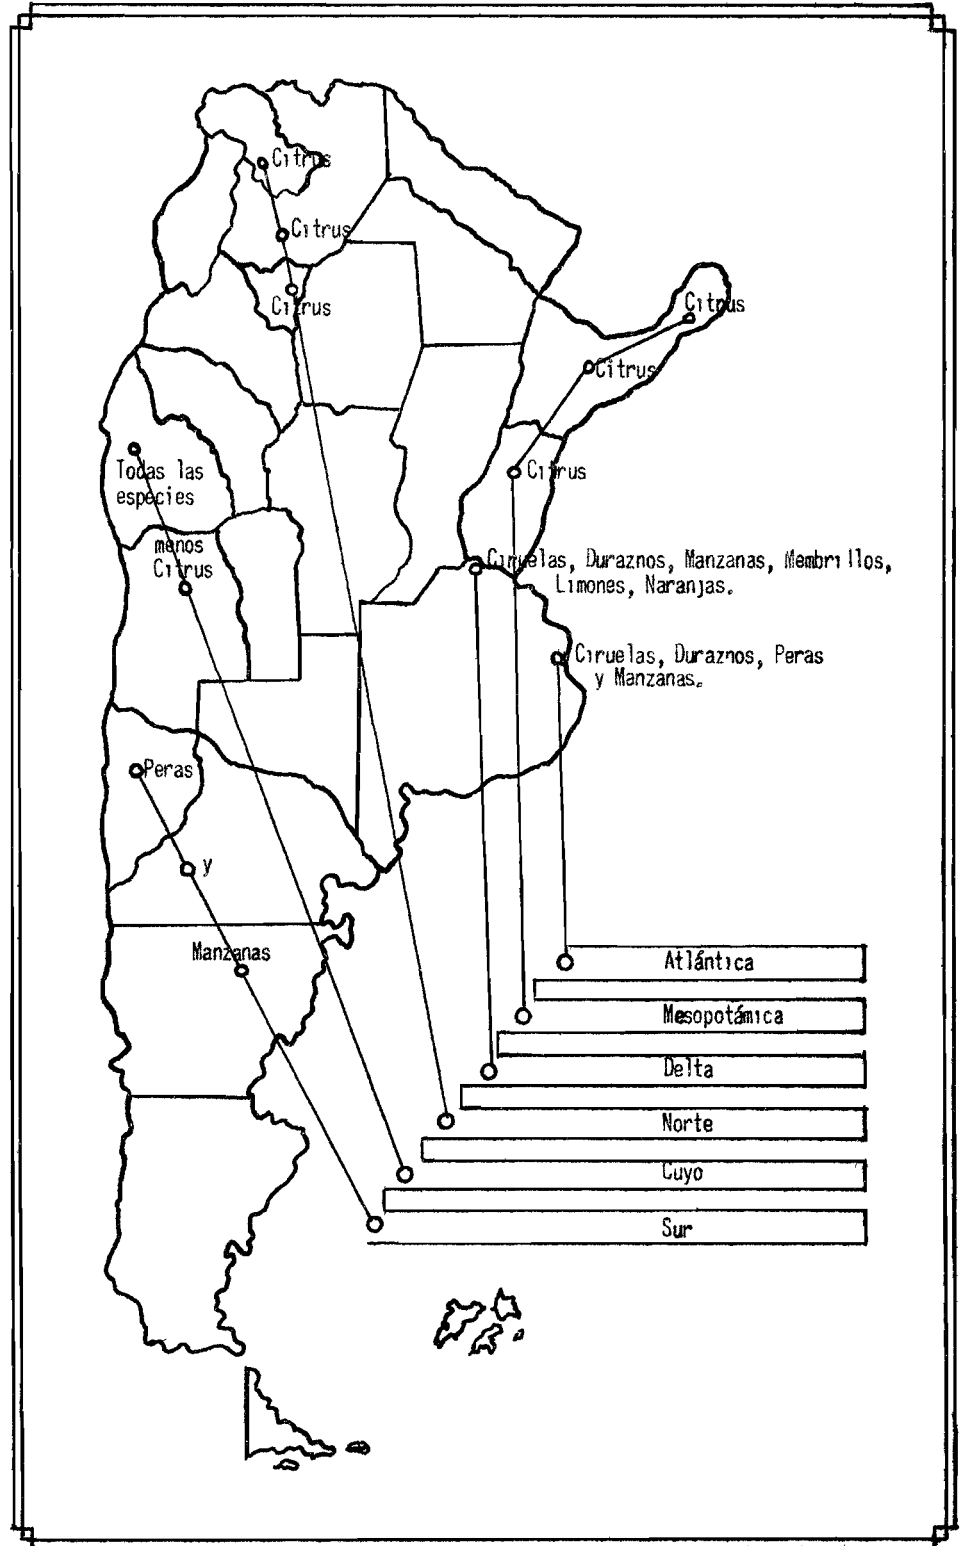 Citrus
Citrus
Citrus
Citrus
Citrus
Citrus
Todas las
especies
menos
Citrus
Ciruelas, Duraznos, Manzanas, Membrillos,
Limones, Naranjas.
Ciruelas, Duraznos, Peras
y Manzanas.
Peras
y
Manzanas
Atlántica
Mesopotámica
Delta
Norte
Cuyo
Sur